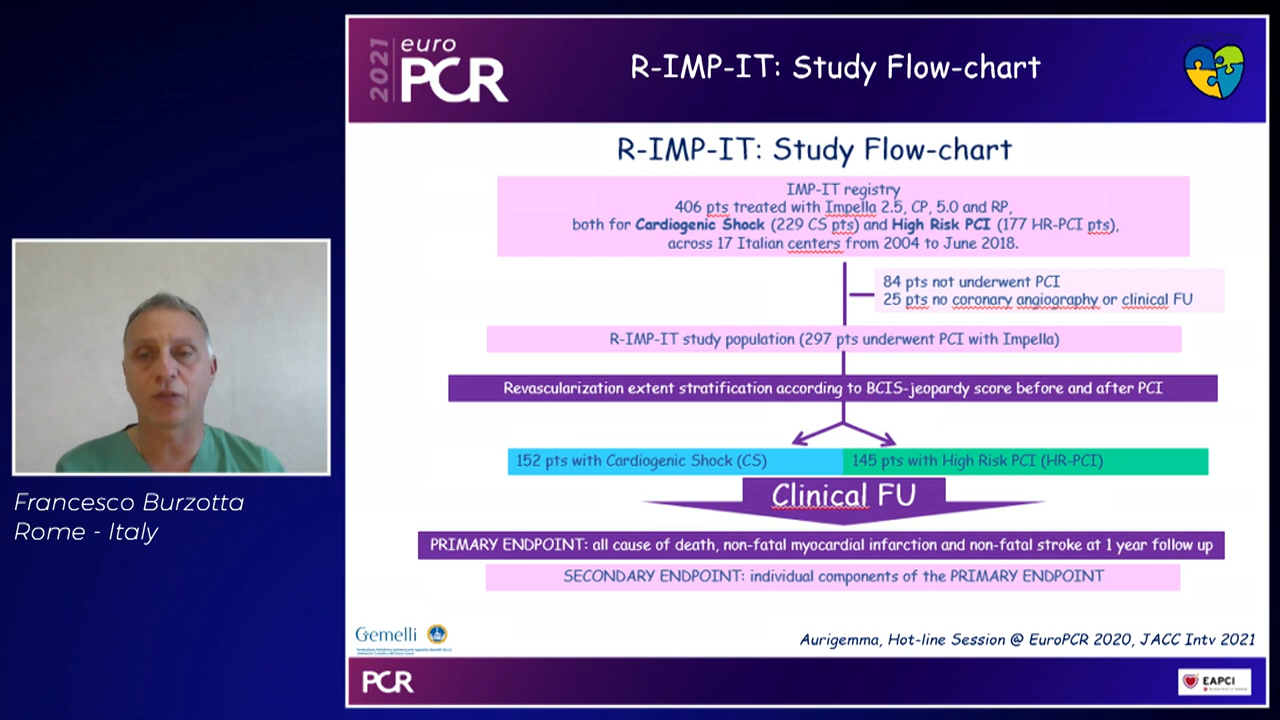 2021
euro
PCR
R-IMP-IT: Study Flow-chart
R-IMP-IT: Study Flow-chart
IMP-IT registry
406 pts treated with Impella 2.5, CP, 5.0 and RP,
both for Cardiogenic Shock (229 CS pts) and High Risk PCI (177 HR-PCI pts),
across 17 Italian centers from 2004 to June 2018.
84 pts not underwent PCI
25 pts no coronary angiography or clinical FU
R-IMP-IT study population (297 pts underwent PCI with Impella)
Revascularization extent stratification according to BCIS-jeopardy score before and after PCI
152 pts with Cardiogenic Shock (CS)
145 pts with High Risk PCI (HR-PCI)
Clinical FU
PRIMARY ENDPOINT: all cause of death, non-fatal myocardial infarction and non-fatal stroke at 1 year follow up
SECONDARY ENDPOINT: individual components of the PRIMARY ENDPOINT
Gemelli
Aurigemma, Hot-line Session @ EuroPCR 2020, JACC Intv 2021
PCR
EAPCI
Francesco Burzotta
Rome - Italy